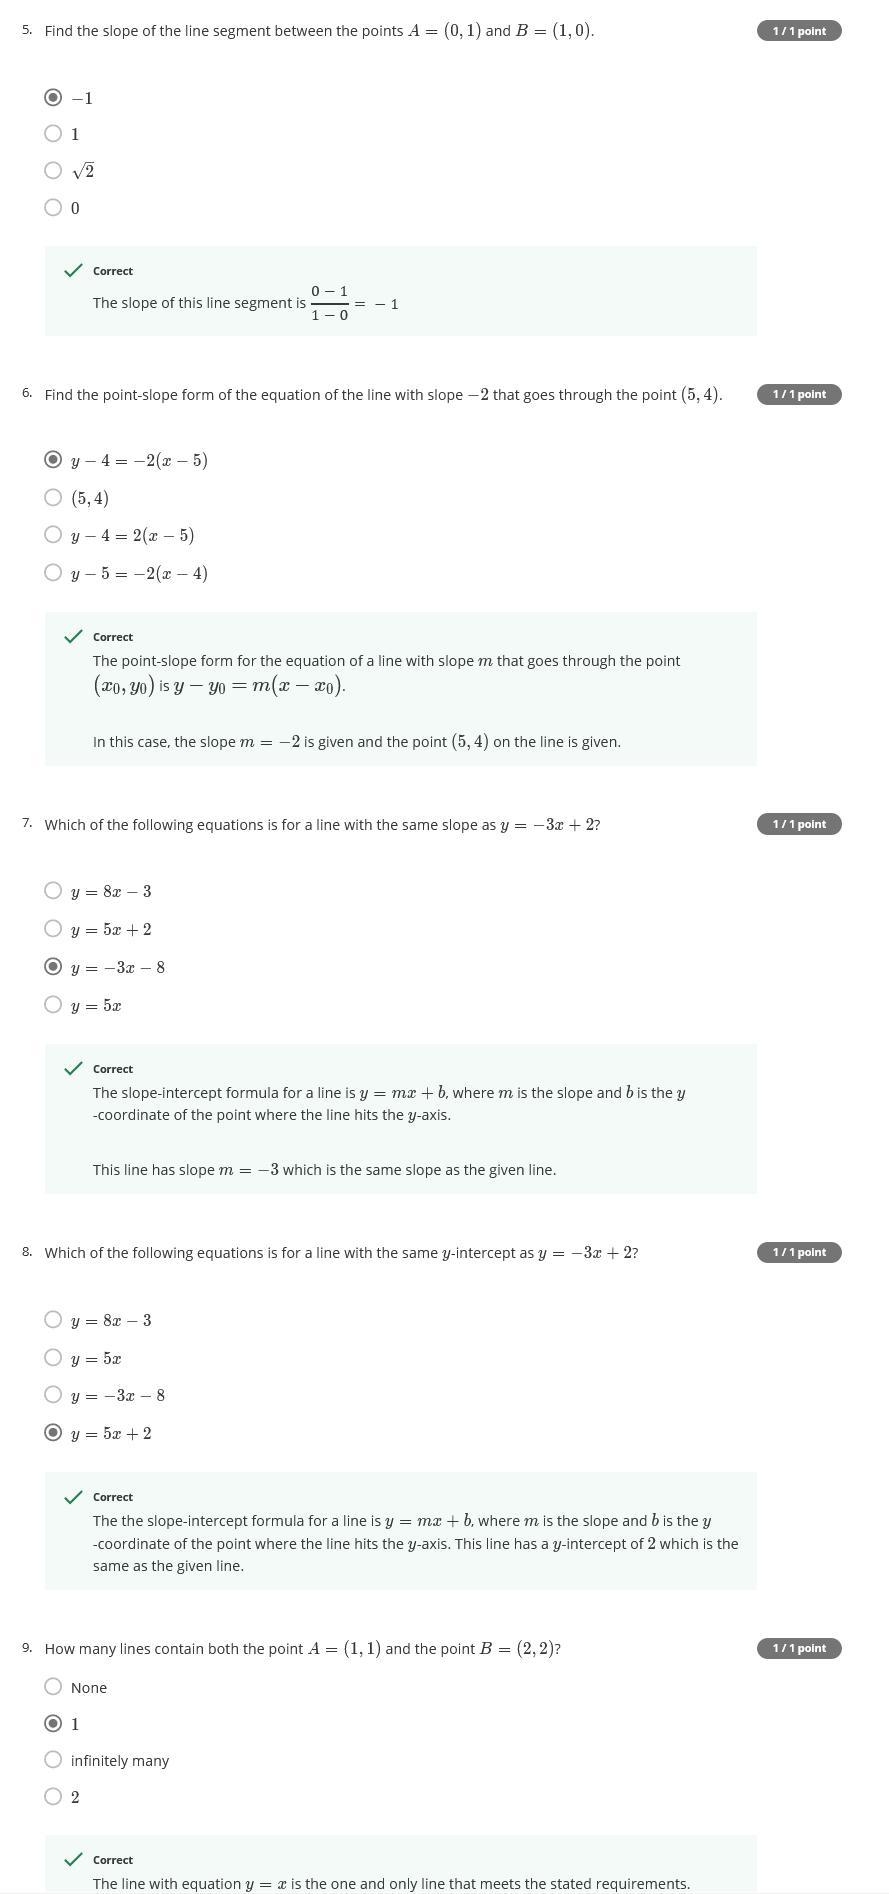 5. Find the slope of the line segment between the points A = (0, 1) and B = (1, 0). 1 / 1 point
−1
1
√2
0
Correct
The slope of this line segment is (0 − 1)/(1 − 0) = − 1
6. Find the point-slope form of the equation of the line with slope −2 that goes through the point (5, 4). 1 / 1 point
y − 4 = −2(x − 5)
(5, 4)
y − 4 = 2(x − 5)
y − 5 = −2(x − 4)
Correct
The point-slope form for the equation of a line with slope m that goes through the point
(x₀, y₀) is y − y₀ = m(x − x₀).
In this case, the slope m = −2 is given and the point (5, 4) on the line is given.
7. Which of the following equations is for a line with the same slope as y = −3x + 2? 1 / 1 point
y = 8x − 3
y = 5x + 2
y = −3x − 8
y = 5x
Correct
The slope-intercept formula for a line is y = mx + b, where m is the slope and b is the y
-coordinate of the point where the line hits the y-axis.
This line has slope m = −3 which is the same slope as the given line.
8. Which of the following equations is for a line with the same y-intercept as y = −3x + 2? 1 / 1 point
y = 8x − 3
y = 5x
y = −3x − 8
y = 5x + 2
Correct
The the slope-intercept formula for a line is y = mx + b, where m is the slope and b is the y
-coordinate of the point where the line hits the y-axis. This line has a y-intercept of 2 which is the
same as the given line.
9. How many lines contain both the point A = (1, 1) and the point B = (2, 2)? 1 / 1 point
None
1
infinitely many
2
Correct
The line with equation y = x is the one and only line that meets the stated requirements.